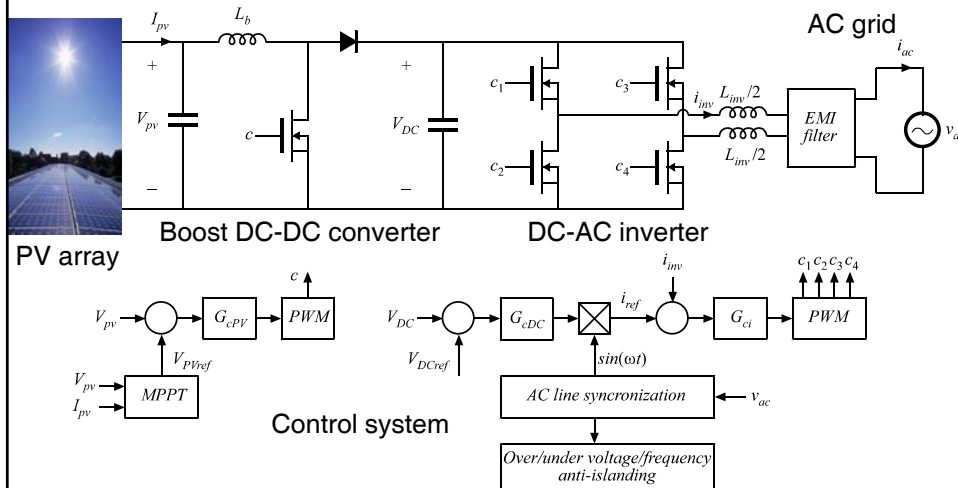 AC grid
I_pv
L_b
i_ac
+
+
c_1
c_3
i_inv
L_inv/2
V_pv
c
V_DC
EMI
filter
L_inv/2
c_2
c_4
–
–
Boost DC-DC converter
DC-AC inverter
PV array
c
i_inv
c_1 c_2 c_3 c_4
V_pv
G_cPV
PWM
V_DC
G_cDC
i_ref
G_ci
PWM
V_PVref
V_DCref
sin(ωt)
V_pv
I_pv
MPPT
AC line syncronization
v_ac
Control system
Over/under voltage/frequency
anti-islanding